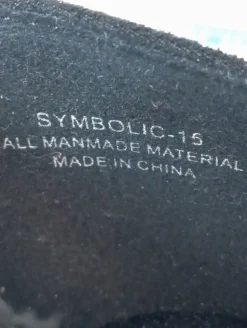 SYMBOLIC-15
ALL MANMADE MATERIAL
MADE IN CHINA